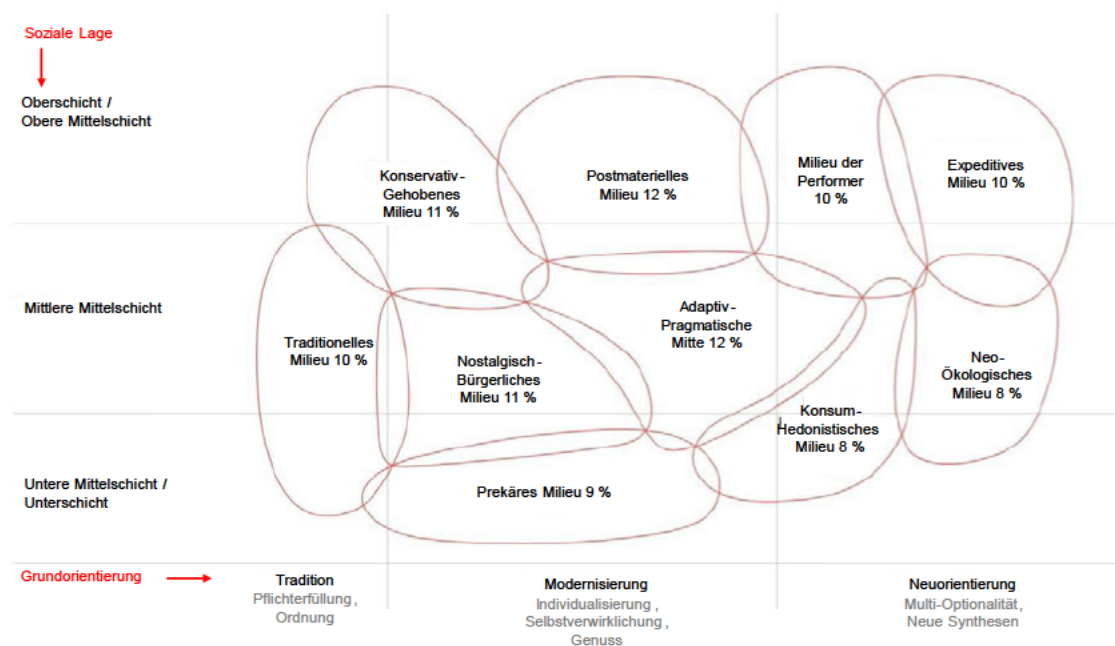 Soziale Lage
Oberschicht /
Obere Mittelschicht
Konservativ-
Gehobenes
Milieu 11 %
Postmaterielles
Milieu 12 %
Milieu der
Performer
10 %
Expeditives
Milieu 10 %
Mittlere Mittelschicht
Traditionelles
Milieu 10 %
Nostalgisch-
Bürgerliches
Milieu 11 %
Adaptiv-
Pragmatische
Mitte 12 %
Konsum-
Hedonistisches
Milieu 8 %
Neo-
Ökologisches
Milieu 8 %
Untere Mittelschicht /
Unterschicht
Prekäres Milieu 9 %
Grundorientierung
Tradition
Pflichterfüllung,
Ordnung
Modernisierung
Individualisierung,
Selbstverwirklichung,
Genuss
Neuorientierung
Multi-Optionalität,
Neue Synthesen